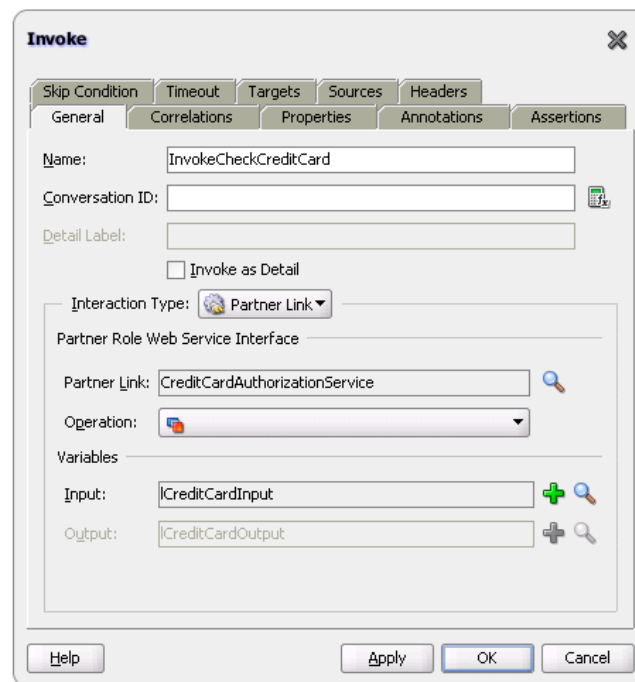 Invoke
Skip Condition Timeout Targets Sources Headers
General Correlations Properties Annotations Assertions
Name: InvokeCheckCreditCard
Conversation ID:
Detail Label:
Invoke as Detail
Interaction Type: Partner Link
Partner Role Web Service Interface
Partner Link: CreditCardAuthorizationService
Operation:
Variables
Input: lCreditCardInput
Output: lCreditCardOutput
Help Apply OK Cancel